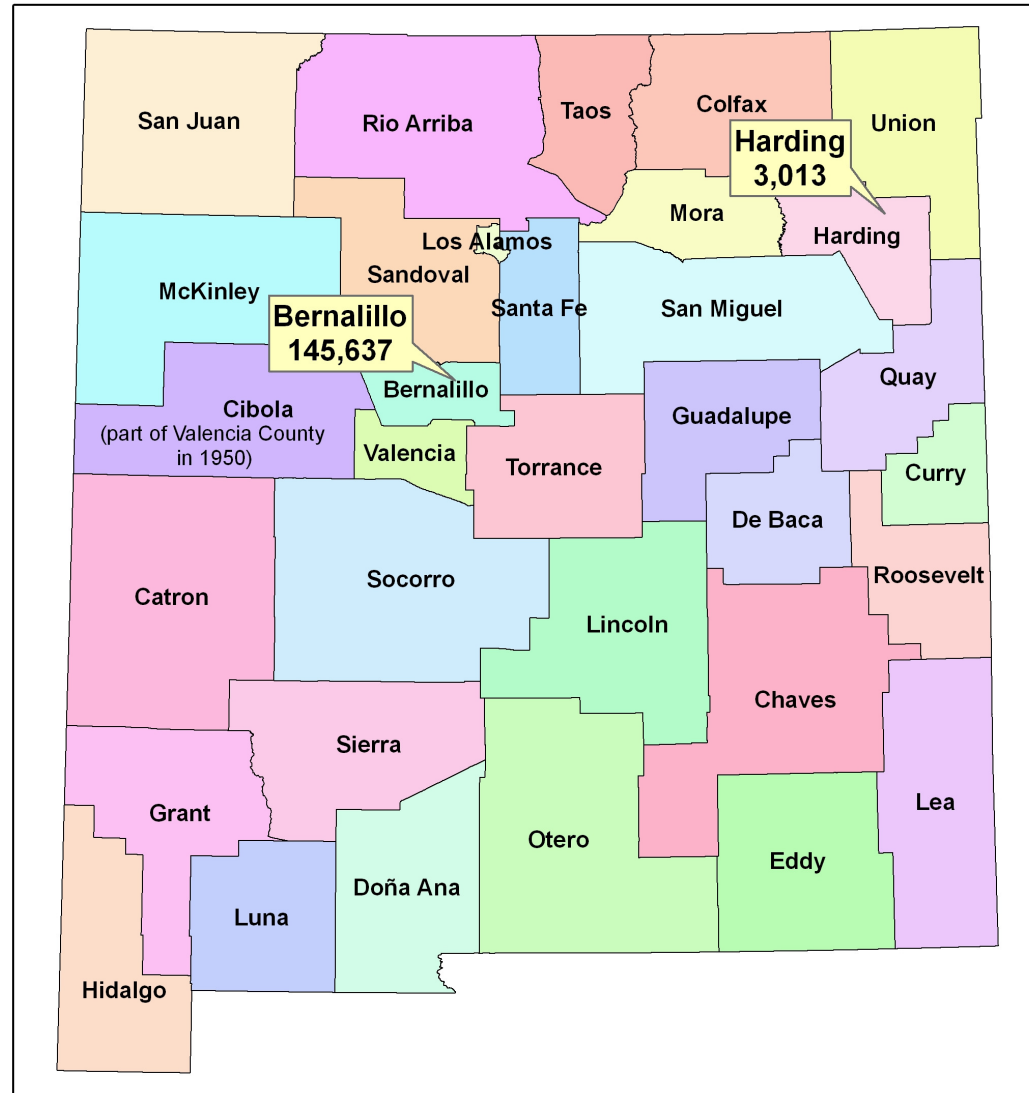 San Juan
Rio Arriba
Taos
Colfax
Union
Harding
3,013
Mora
Harding
Los Alamos
Sandoval
McKinley
Santa Fe
San Miguel
Bernalillo
145,637
Bernalillo
Quay
Cibola
(part of Valencia County
in 1950)
Guadalupe
Valencia
Torrance
Curry
De Baca
Roosevelt
Socorro
Catron
Lincoln
Chaves
Sierra
Grant
Lea
Otero
Eddy
Doña Ana
Luna
Hidalgo